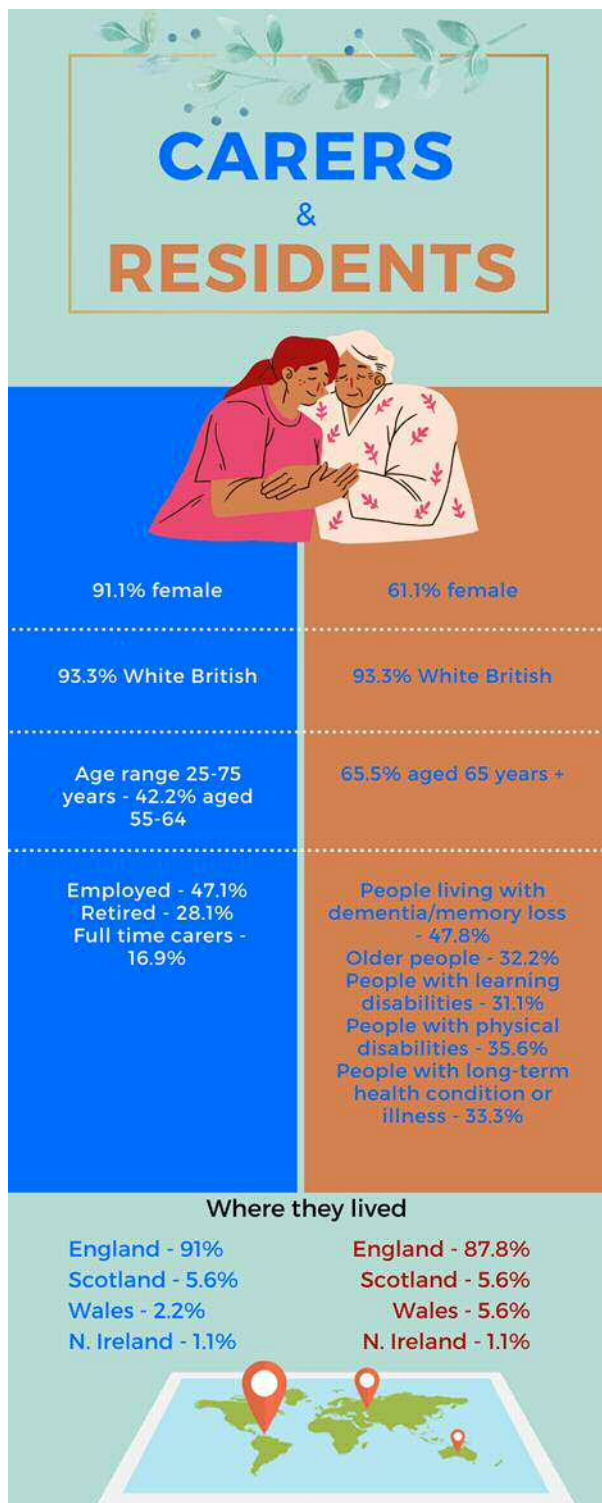 CARERS
&
RESIDENTS
91.1% female
61.1% female
93.3% White British
93.3% White British
Age range 25-75
years - 42.2% aged
55-64
65.5% aged 65 years +
Employed - 47.1%
Retired - 28.1%
Full time carers -
16.9%
People living with
dementia/memory loss
- 47.8%
Older people - 32.2%
People with learning
disabilities - 31.1%
People with physical
disabilities - 35.6%
People with long-term
health condition or
illness - 33.3%
Where they lived
England - 91%
Scotland - 5.6%
Wales - 2.2%
N. Ireland - 1.1%
England - 87.8%
Scotland - 5.6%
Wales - 5.6%
N. Ireland - 1.1%